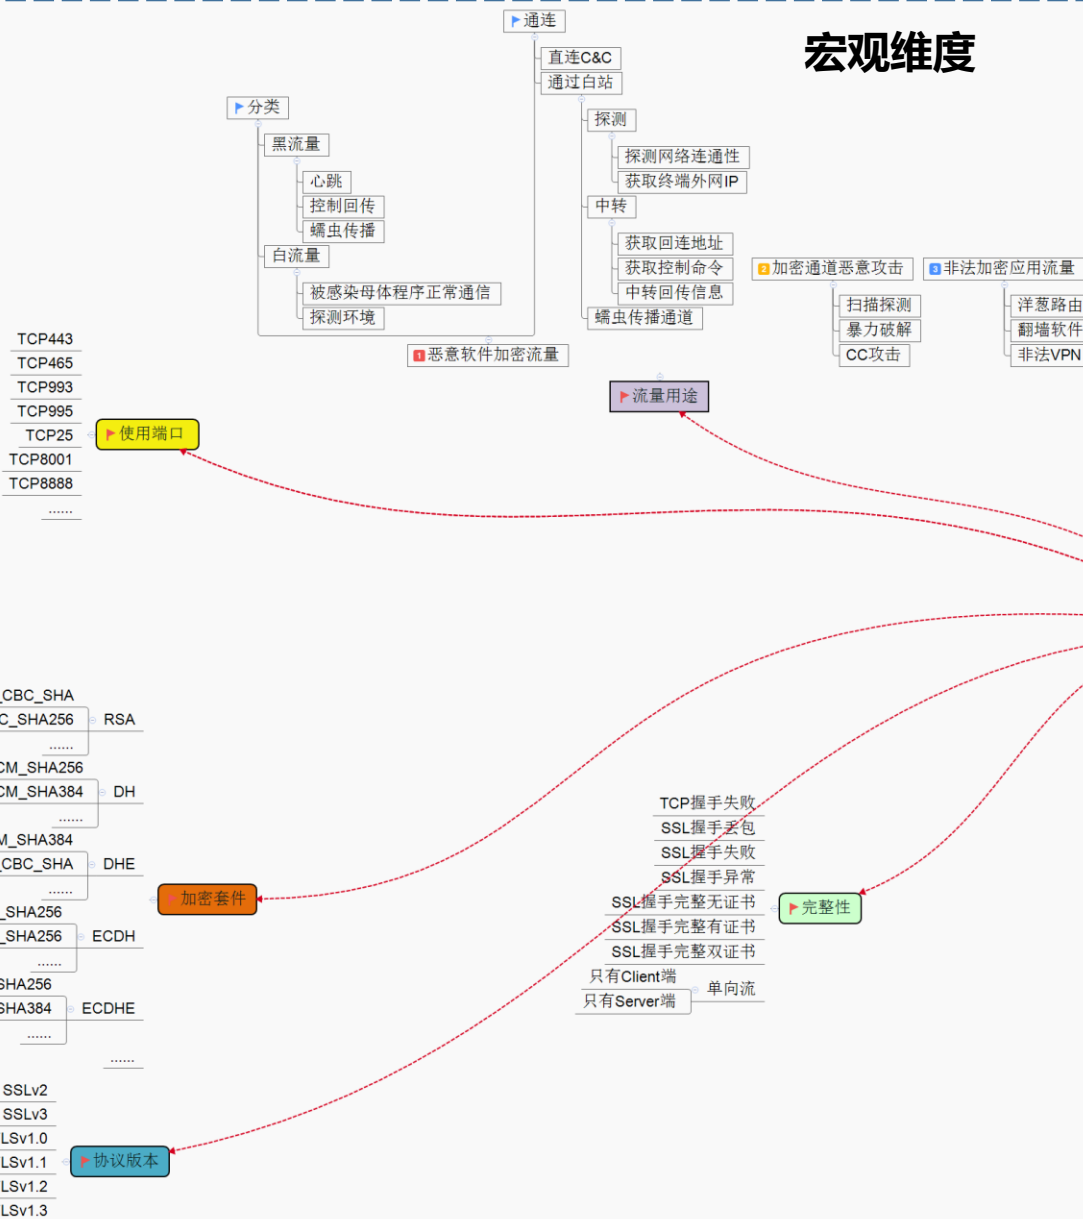 宏观维度
通连
直连C&C
通过白站
探测
探测网络连通性
获取终端外网IP
中转
获取回连地址
获取控制命令
中转回传信息
蠕虫传播通道
分类
黑流量
心跳
控制回传
蠕虫传播
白流量
被感染母体程序正常通信
探测环境
1 恶意软件加密流量
2 加密通道恶意攻击
扫描探测
暴力破解
CC攻击
3 非法加密应用流量
洋葱路由
翻墙软件
非法VPN
流量用途
TCP443
TCP465
TCP993
TCP995
TCP25
TCP8001
TCP8888
......
使用端口
_CBC_SHA
C_SHA256
......
RSA
CM_SHA256
CM_SHA384
......
DH
M_SHA384
_CBC_SHA
......
DHE
_SHA256
_SHA256
......
ECDH
SHA256
SHA384
......
ECDHE
......
加密套件
TCP握手失败
SSL握手丢包
SSL握手失败
SSL握手异常
SSL握手完整无证书
SSL握手完整有证书
SSL握手完整双证书
只有Client端
只有Server端
单向流
完整性
SSLv2
SSLv3
LSv1.0
LSv1.1
LSv1.2
LSv1.3
协议版本